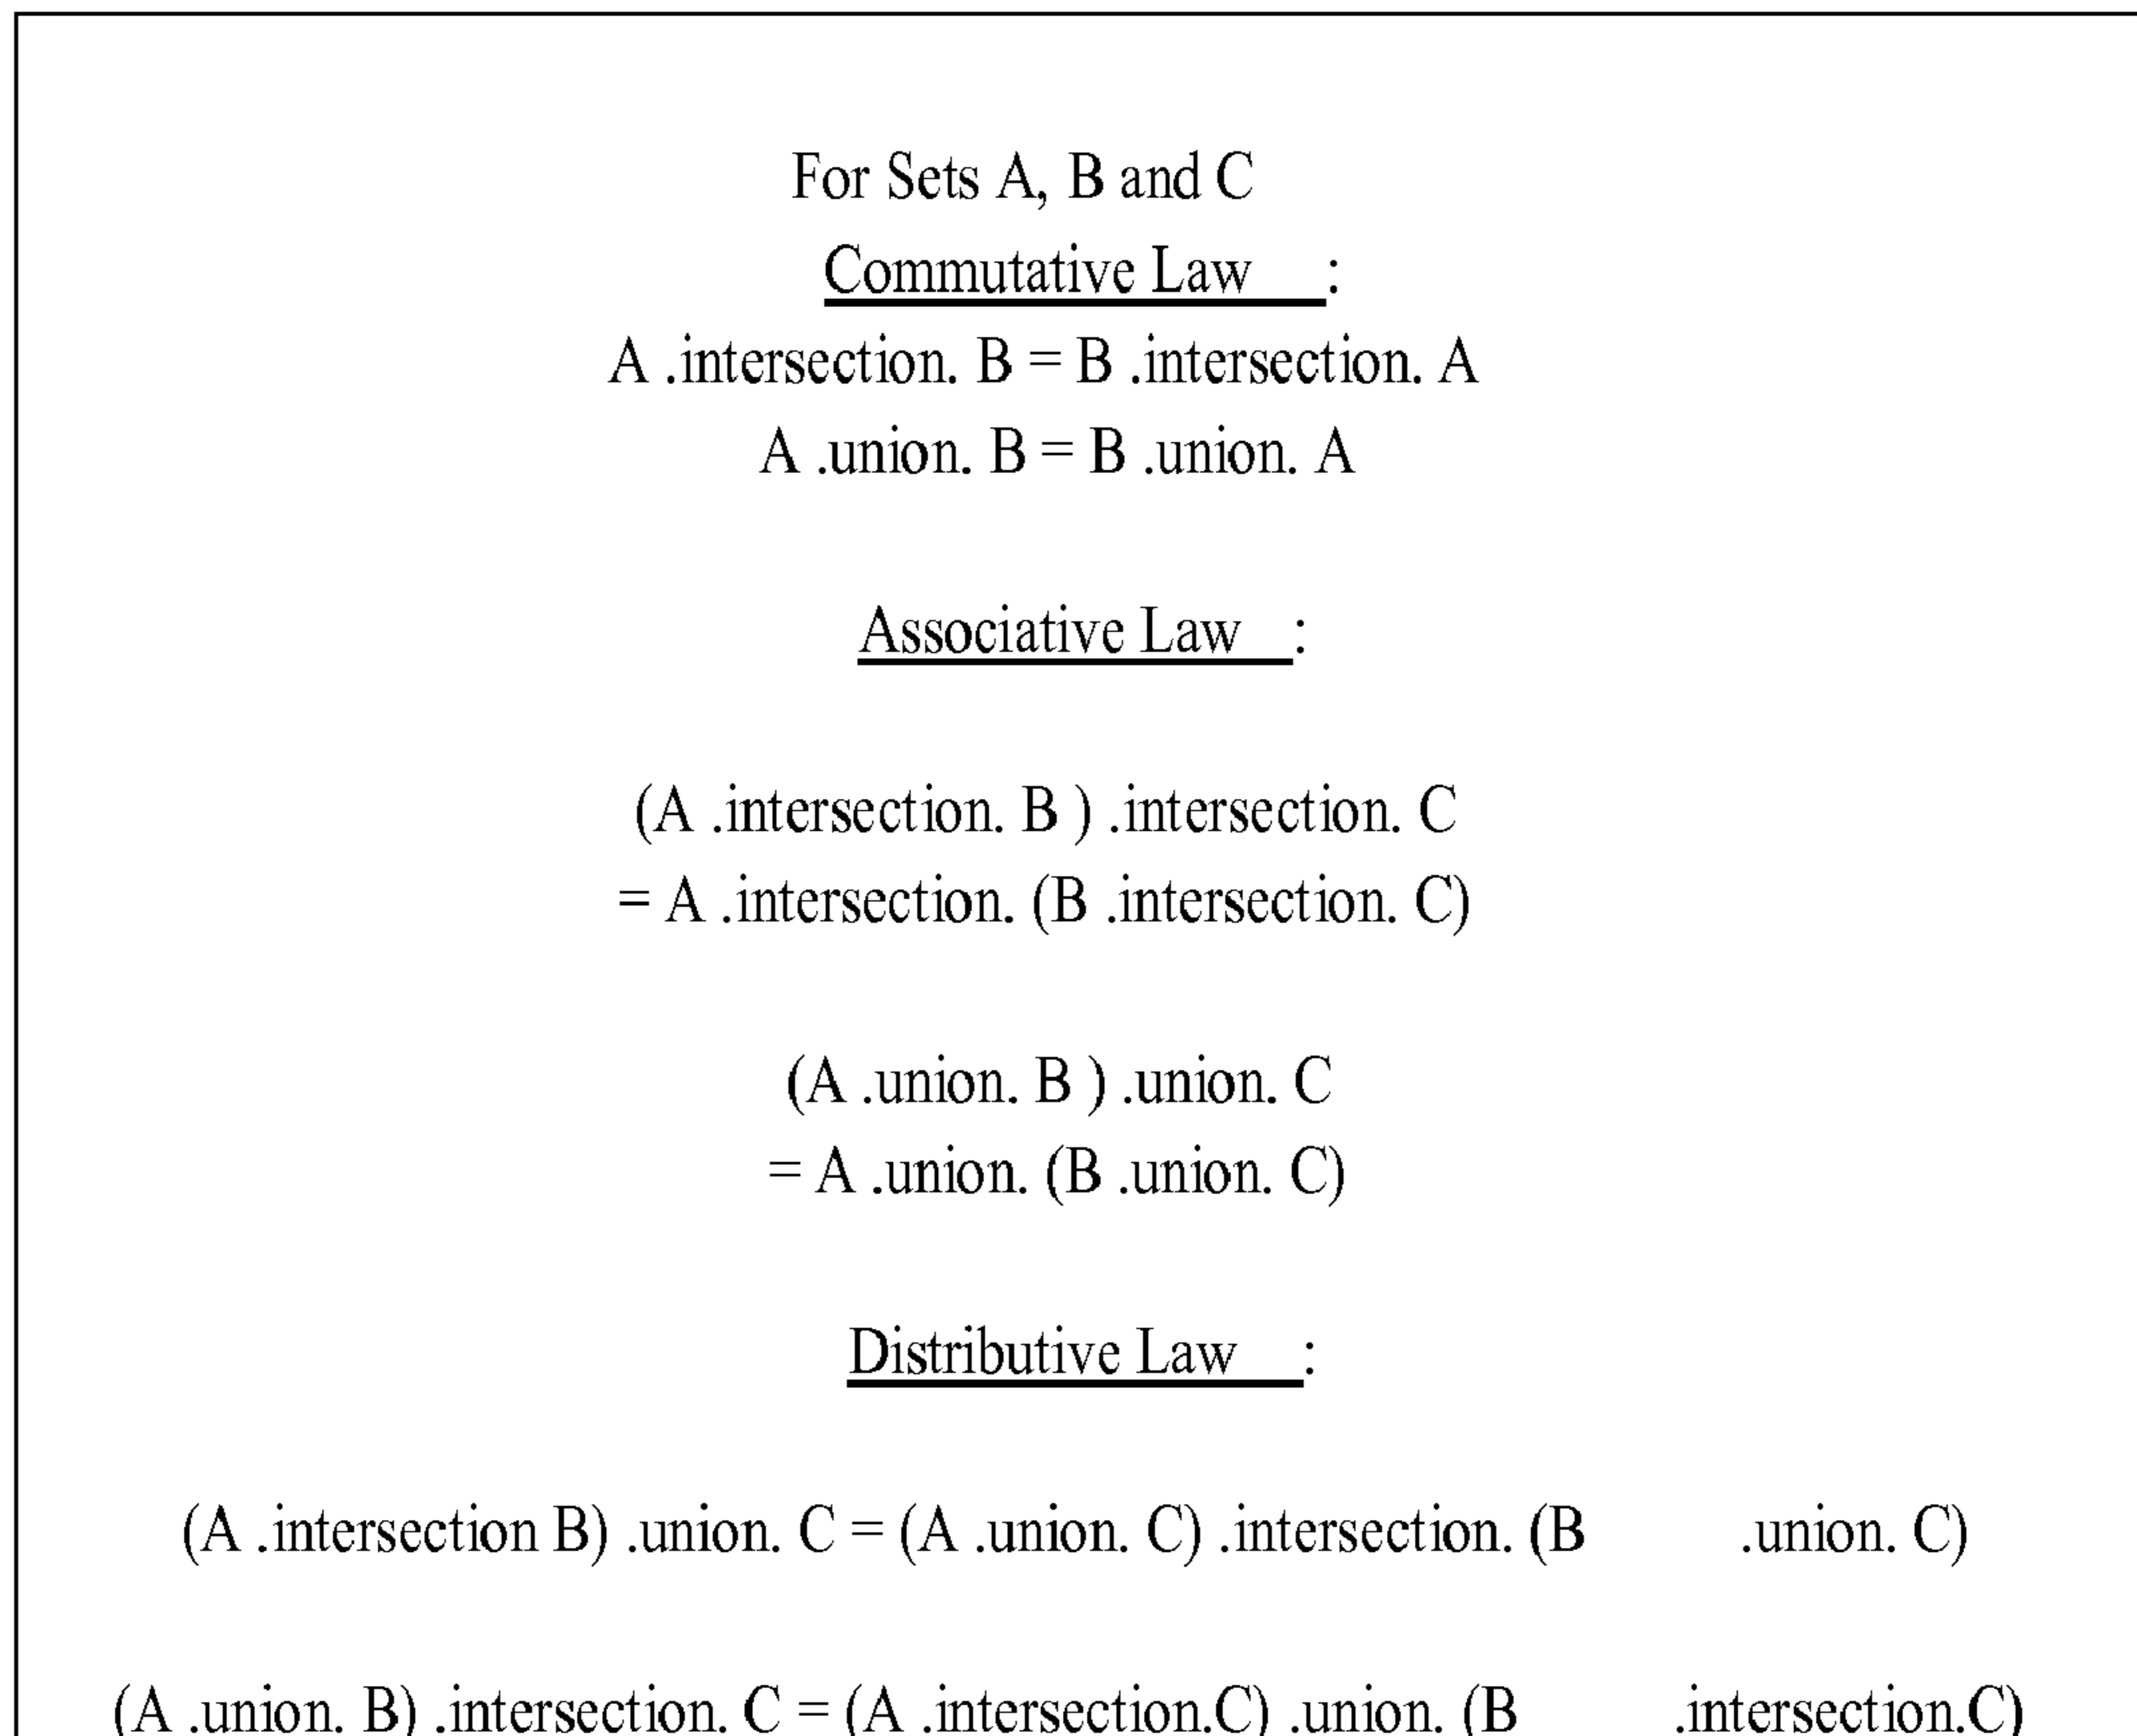 For Sets A, B and C
Commutative Law :
A .intersection. B = B .intersection. A
A .union. B = B .union. A
Associative Law :
(A .intersection. B ) .intersection. C
= A .intersection. (B .intersection. C)
(A .union. B ) .union. C
= A .union. (B .union. C)
Distributive Law :
(A .intersection B) .union. C = (A .union. C) .intersection. (B .union. C)
(A .union. B) .intersection. C = (A .intersection.C) .union. (B .intersection.C)